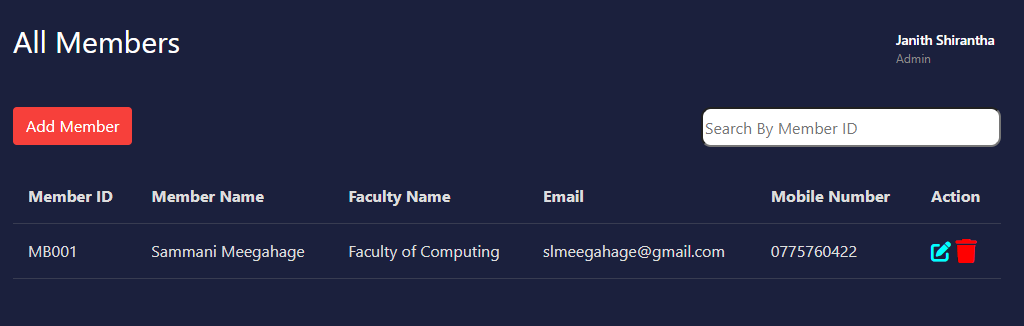 All Members
Janith Shirantha
Admin
Add Member
Search By Member ID
Member ID Member Name Faculty Name Email Mobile Number Action
MB001 Sammani Meegahage Faculty of Computing slmeegahage@gmail.com 0775760422